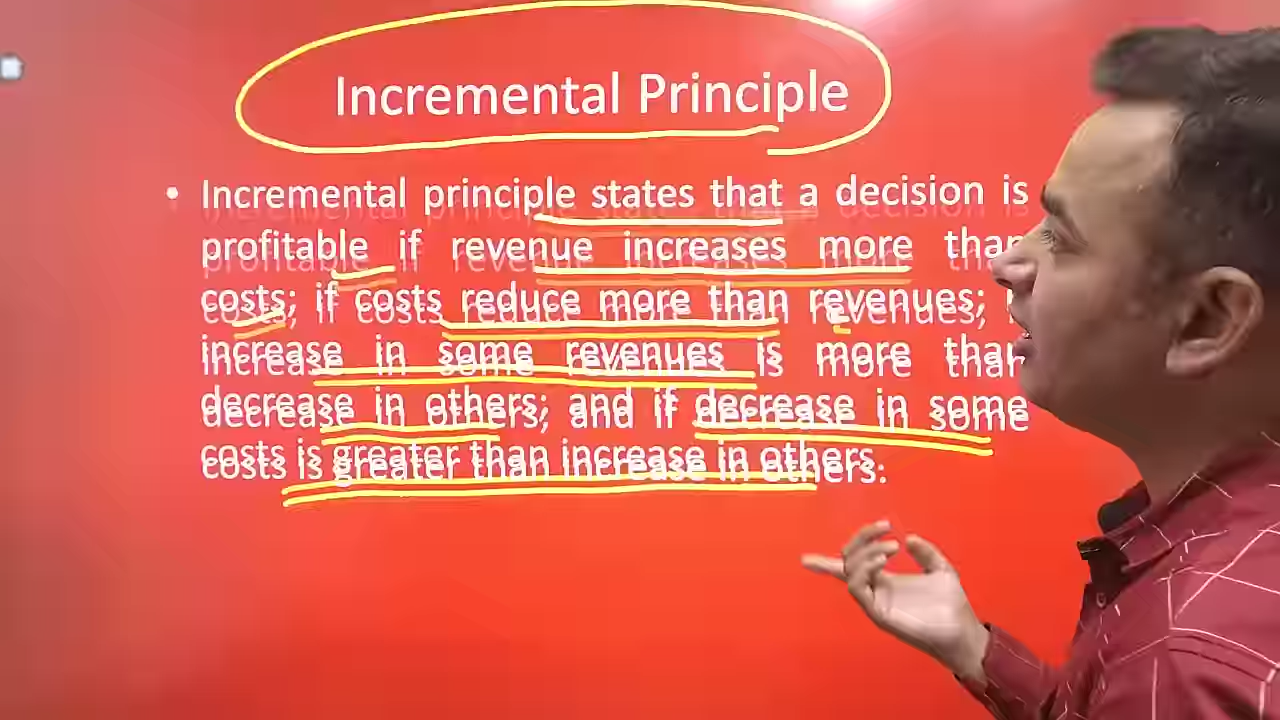 Incremental Principle
• Incremental principle states that a decision is
profitable if revenue increases more than
costs; if costs reduce more than revenues;
increase in some revenues is more than
decrease in others; and if decrease in some
costs is greater than increase in others.